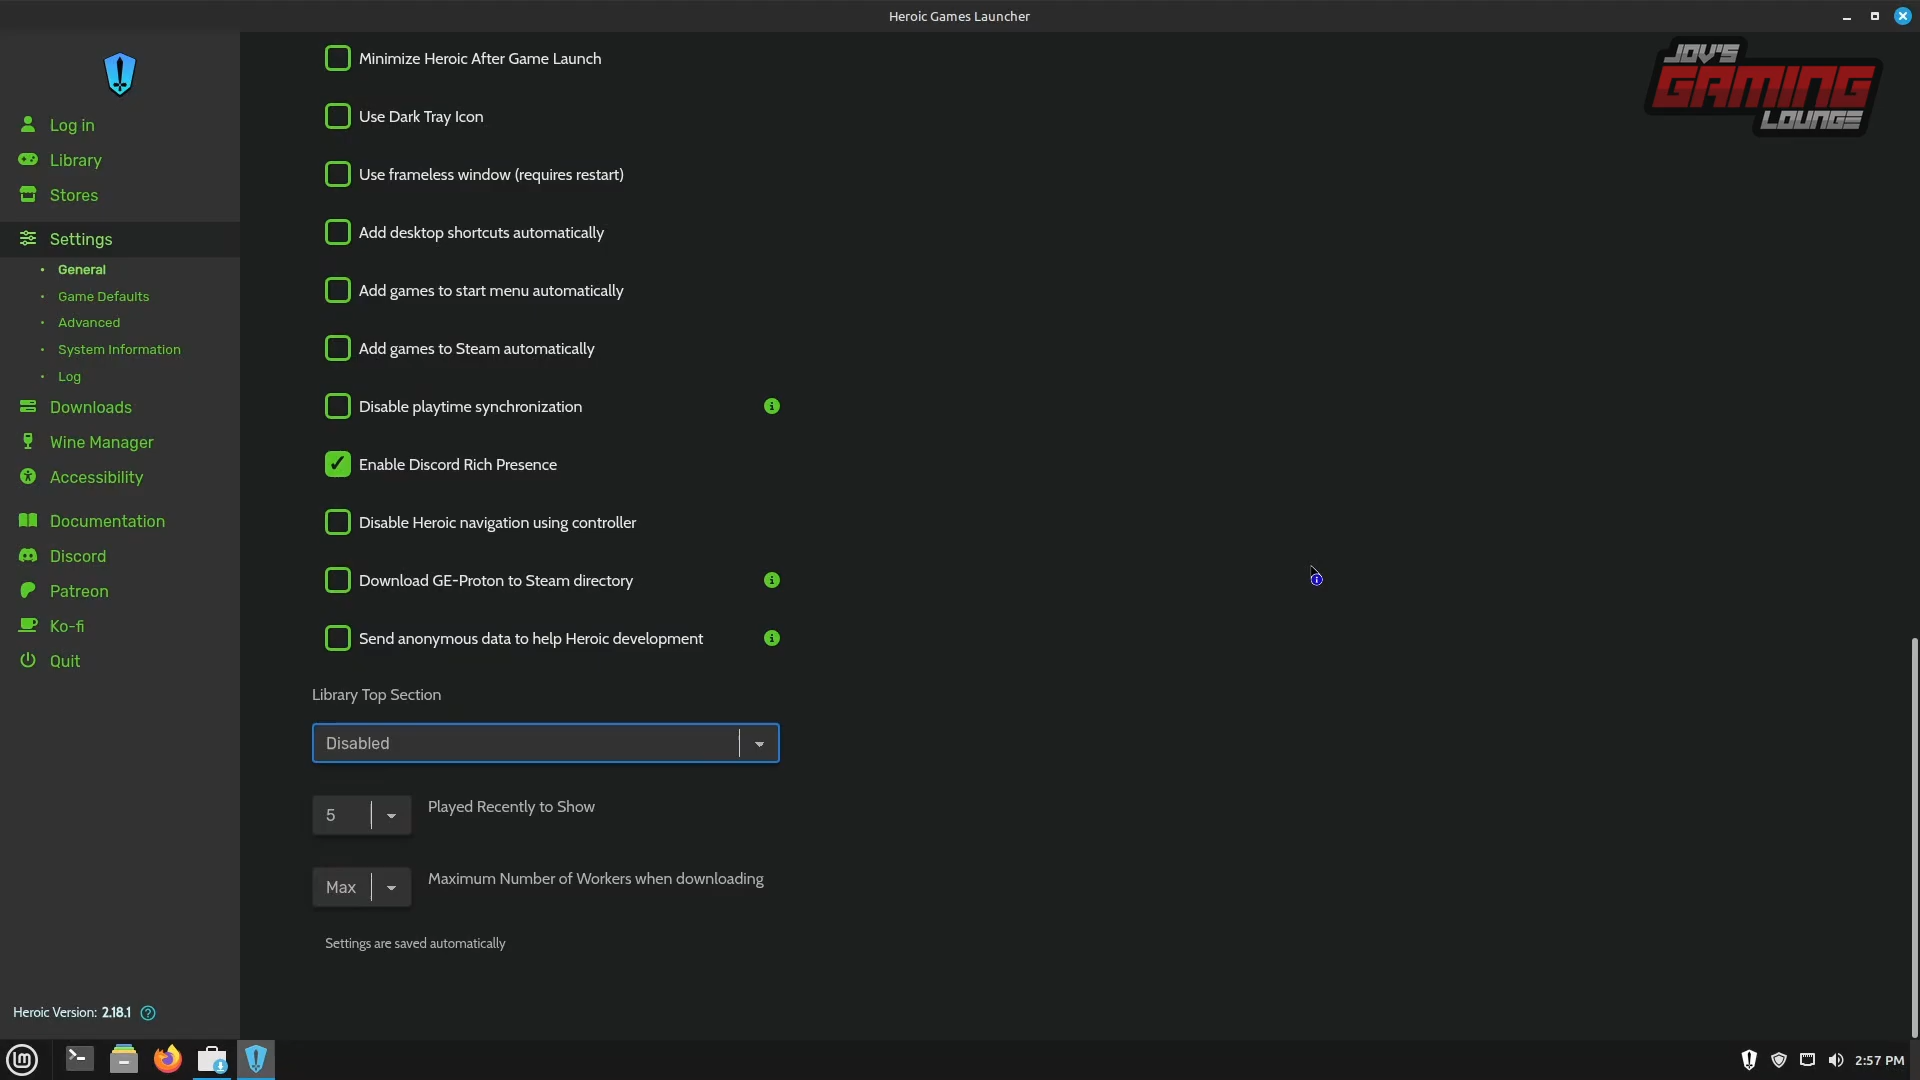 Heroic Games Launcher
JOV'S
GAMING
LOUNGE
Log in
Library
Stores
Settings
General
Game Defaults
Advanced
System Information
Log
Downloads
Wine Manager
Accessibility
Documentation
Discord
Patreon
Ko-fi
Quit
Heroic Version: 2.18.1
Minimize Heroic After Game Launch
Use Dark Tray Icon
Use frameless window (requires restart)
Add desktop shortcuts automatically
Add games to start menu automatically
Add games to Steam automatically
Disable playtime synchronization
Enable Discord Rich Presence
Disable Heroic navigation using controller
Download GE-Proton to Steam directory
Send anonymous data to help Heroic development
Library Top Section
Disabled
5 Played Recently to Show
Max Maximum Number of Workers when downloading
Settings are saved automatically
2:57 PM